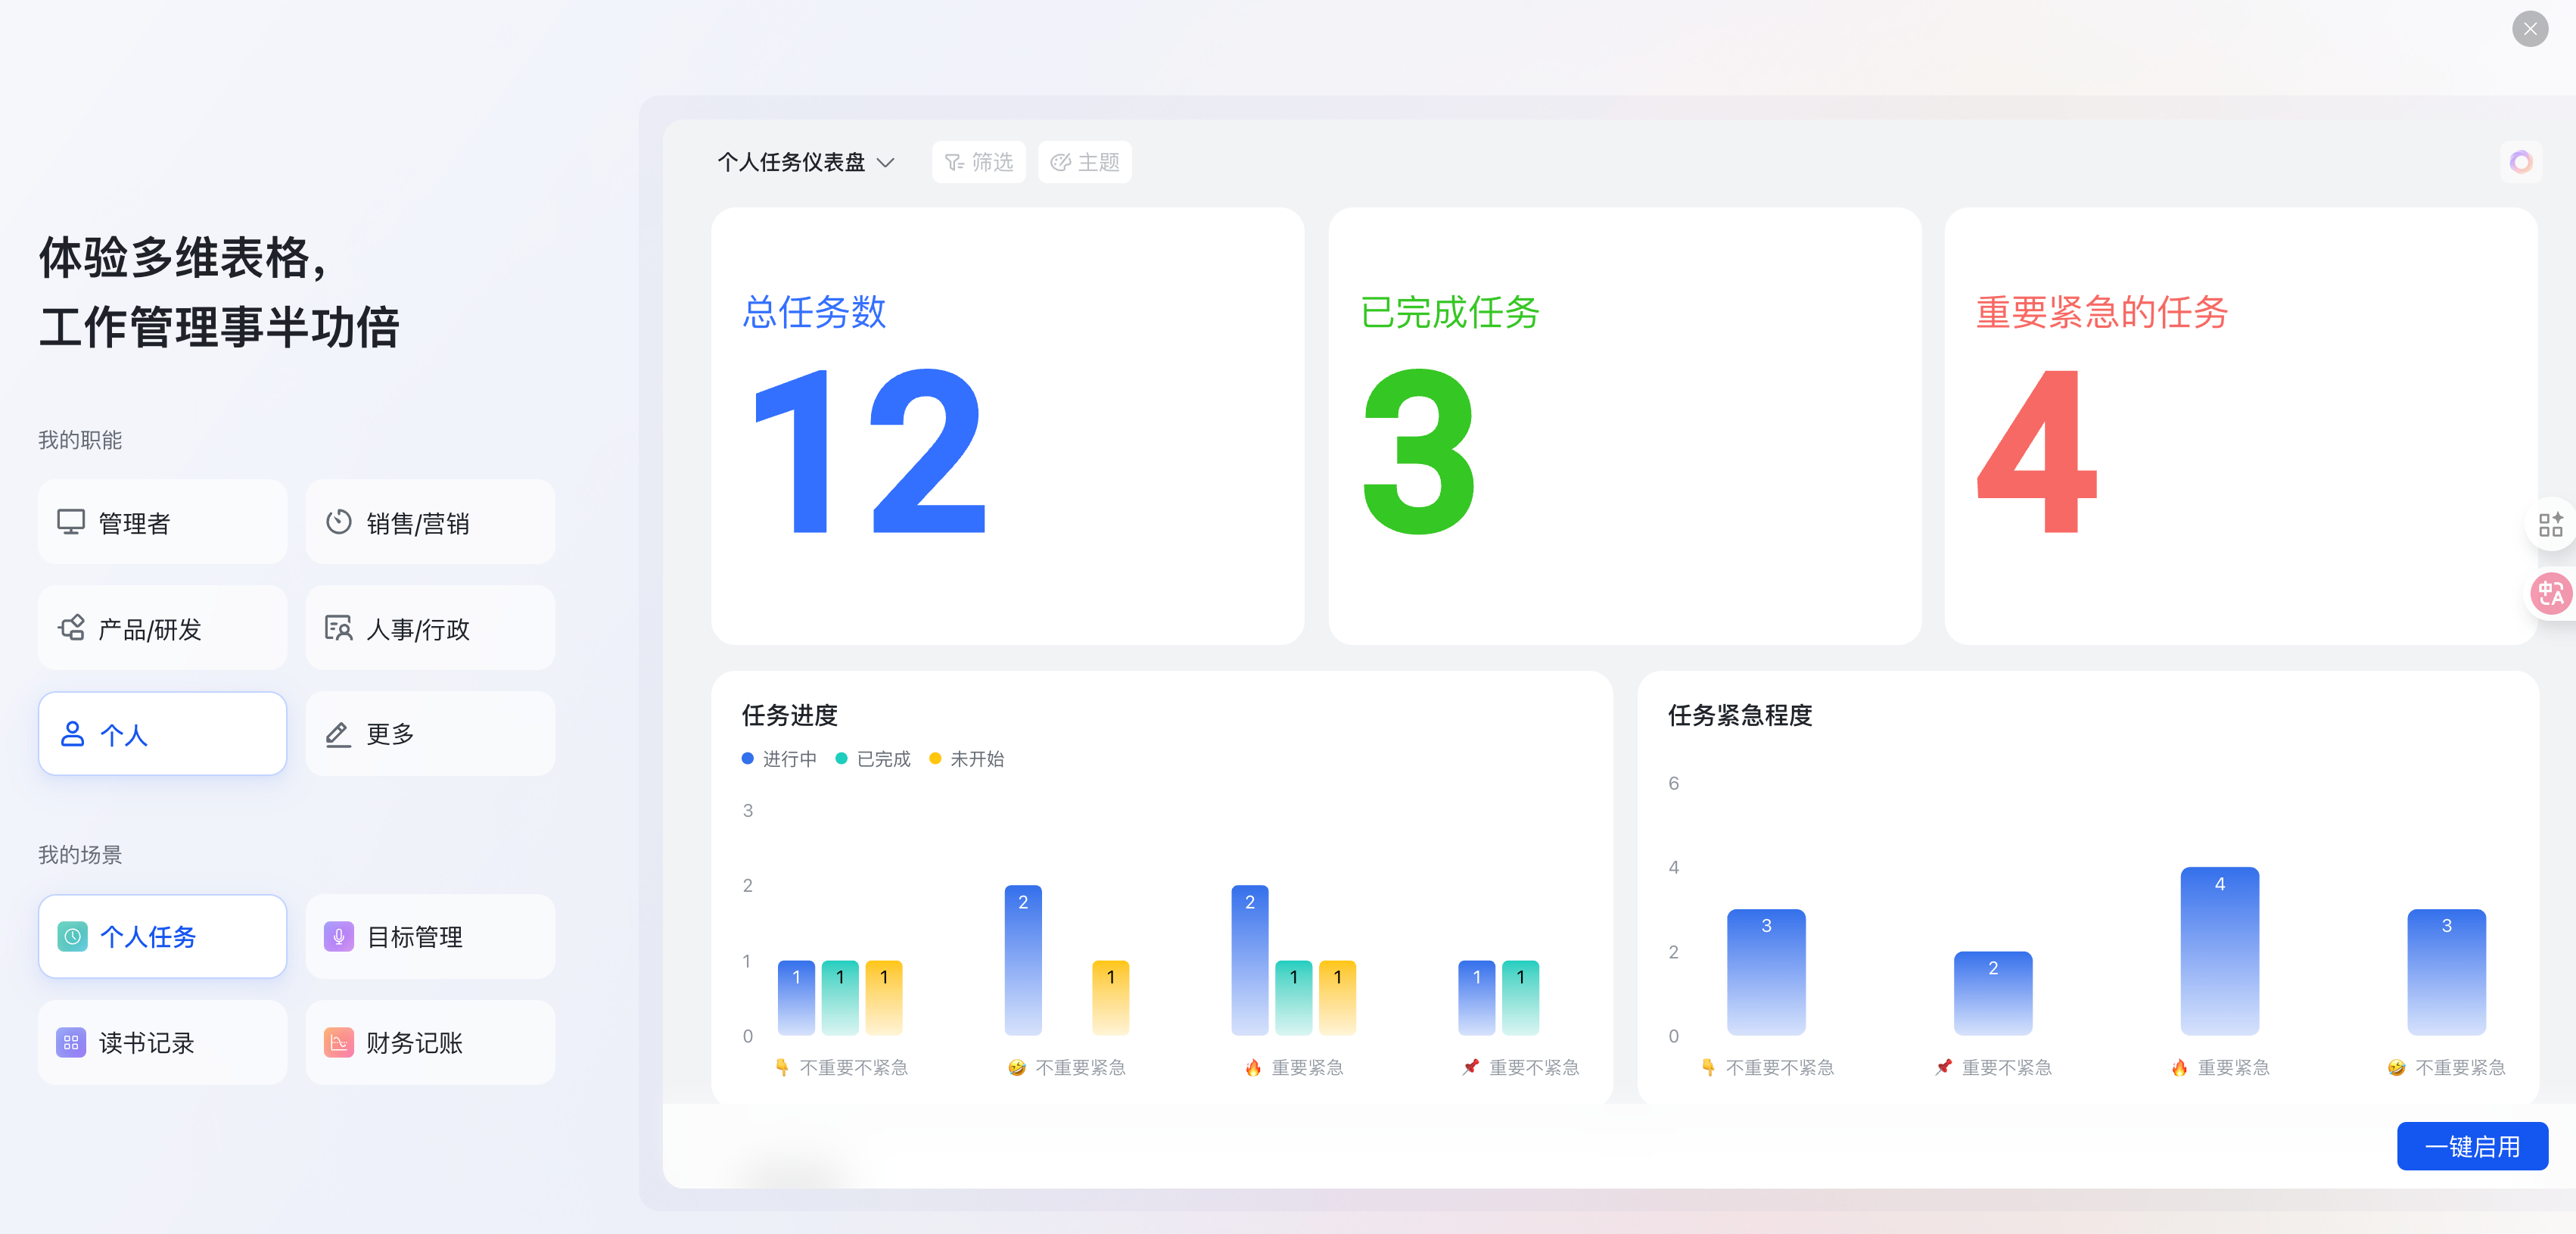 体验多维表格，
工作管理事半功倍
我的职能
管理者
销售/营销
产品/研发
人事/行政
个人
更多
我的场景
个人任务
目标管理
读书记录
财务记账
个人任务仪表盘
筛选
主题
总任务数
12
已完成任务
3
重要紧急的任务
4
任务进度
进行中 已完成 未开始
3
2
1
0
1 1 1
2 1
2 1 1
1 1
👇 不重要不紧急
🤣 不重要紧急
🔥 重要紧急
📌 重要不紧急
任务紧急程度
6
4
2
0
3
2
4
3
👇 不重要不紧急
📌 重要不紧急
🔥 重要紧急
🤣 不重要紧急
中A
一键启用